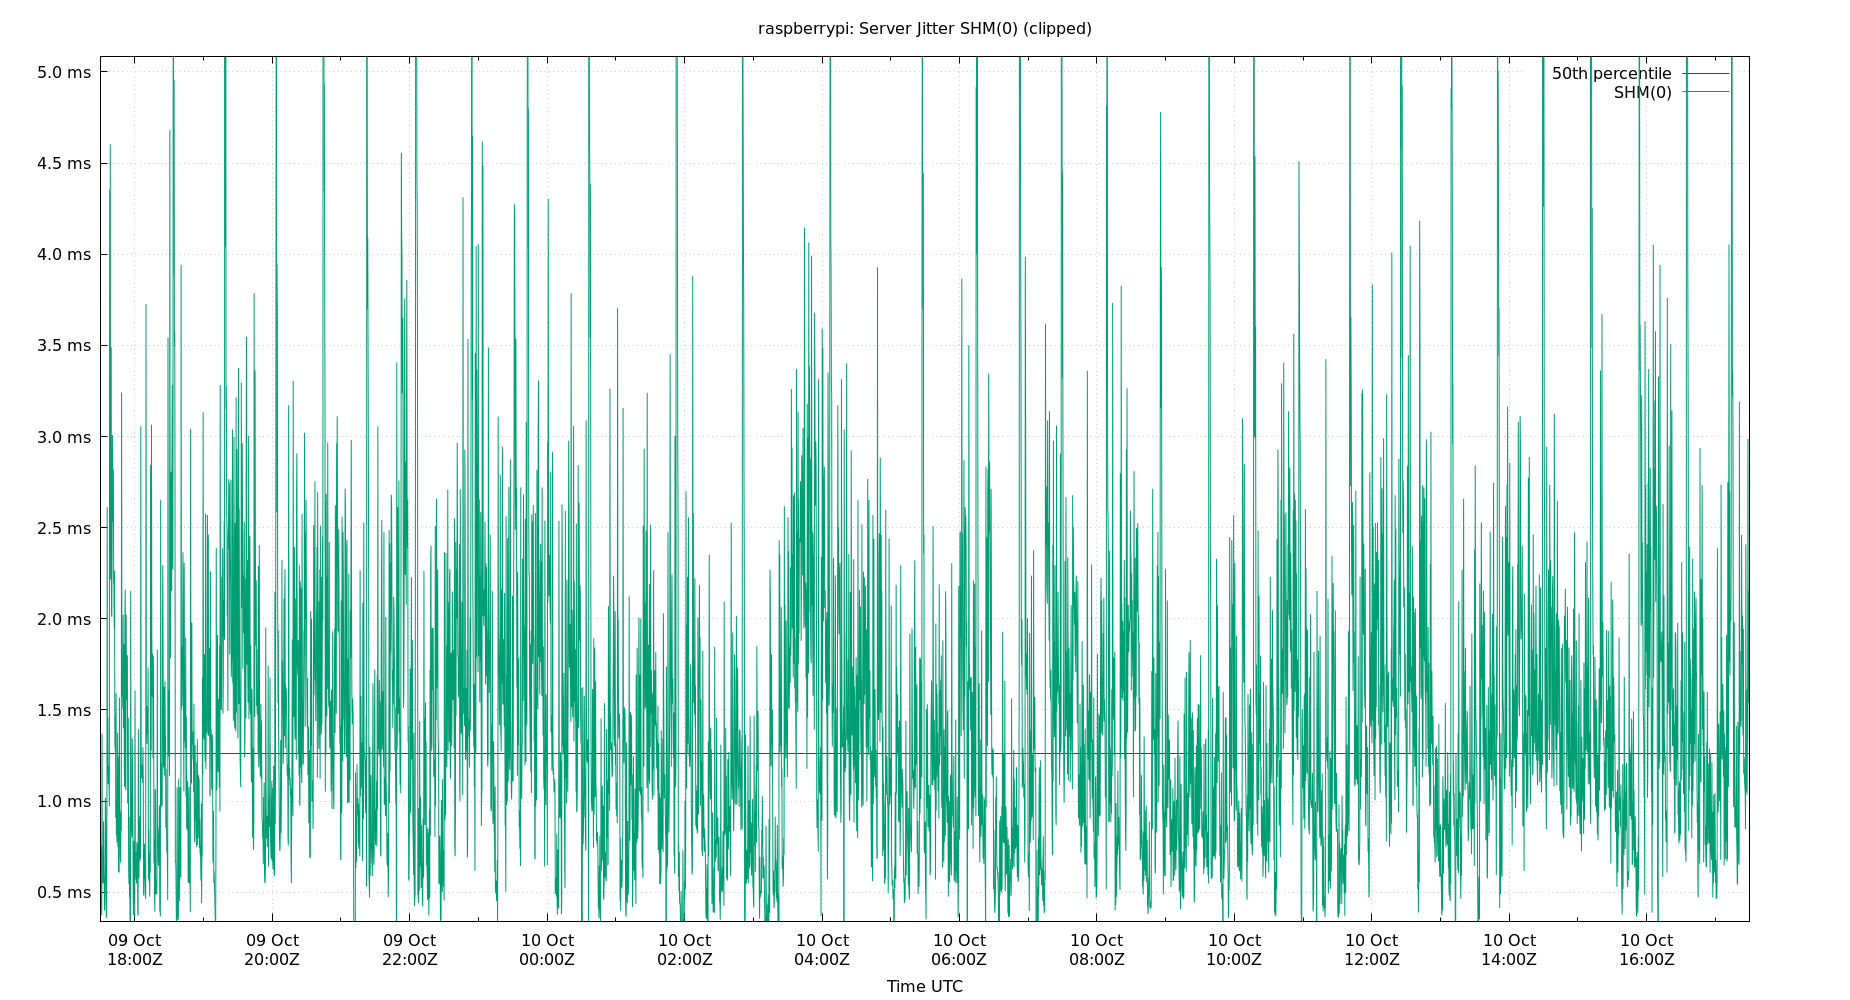 raspberrypi: Server Jitter SHM(0) (clipped)
5.0 ms
4.5 ms
4.0 ms
3.5 ms
3.0 ms
2.5 ms
2.0 ms
1.5 ms
1.0 ms
0.5 ms
50th percentile
SHM(0)
09 Oct 09 Oct 09 Oct 10 Oct 10 Oct 10 Oct 10 Oct 10 Oct 10 Oct 10 Oct 10 Oct 10 Oct
18:00Z 20:00Z 22:00Z 00:00Z 02:00Z 04:00Z 06:00Z 08:00Z 10:00Z 12:00Z 14:00Z 16:00Z
Time UTC